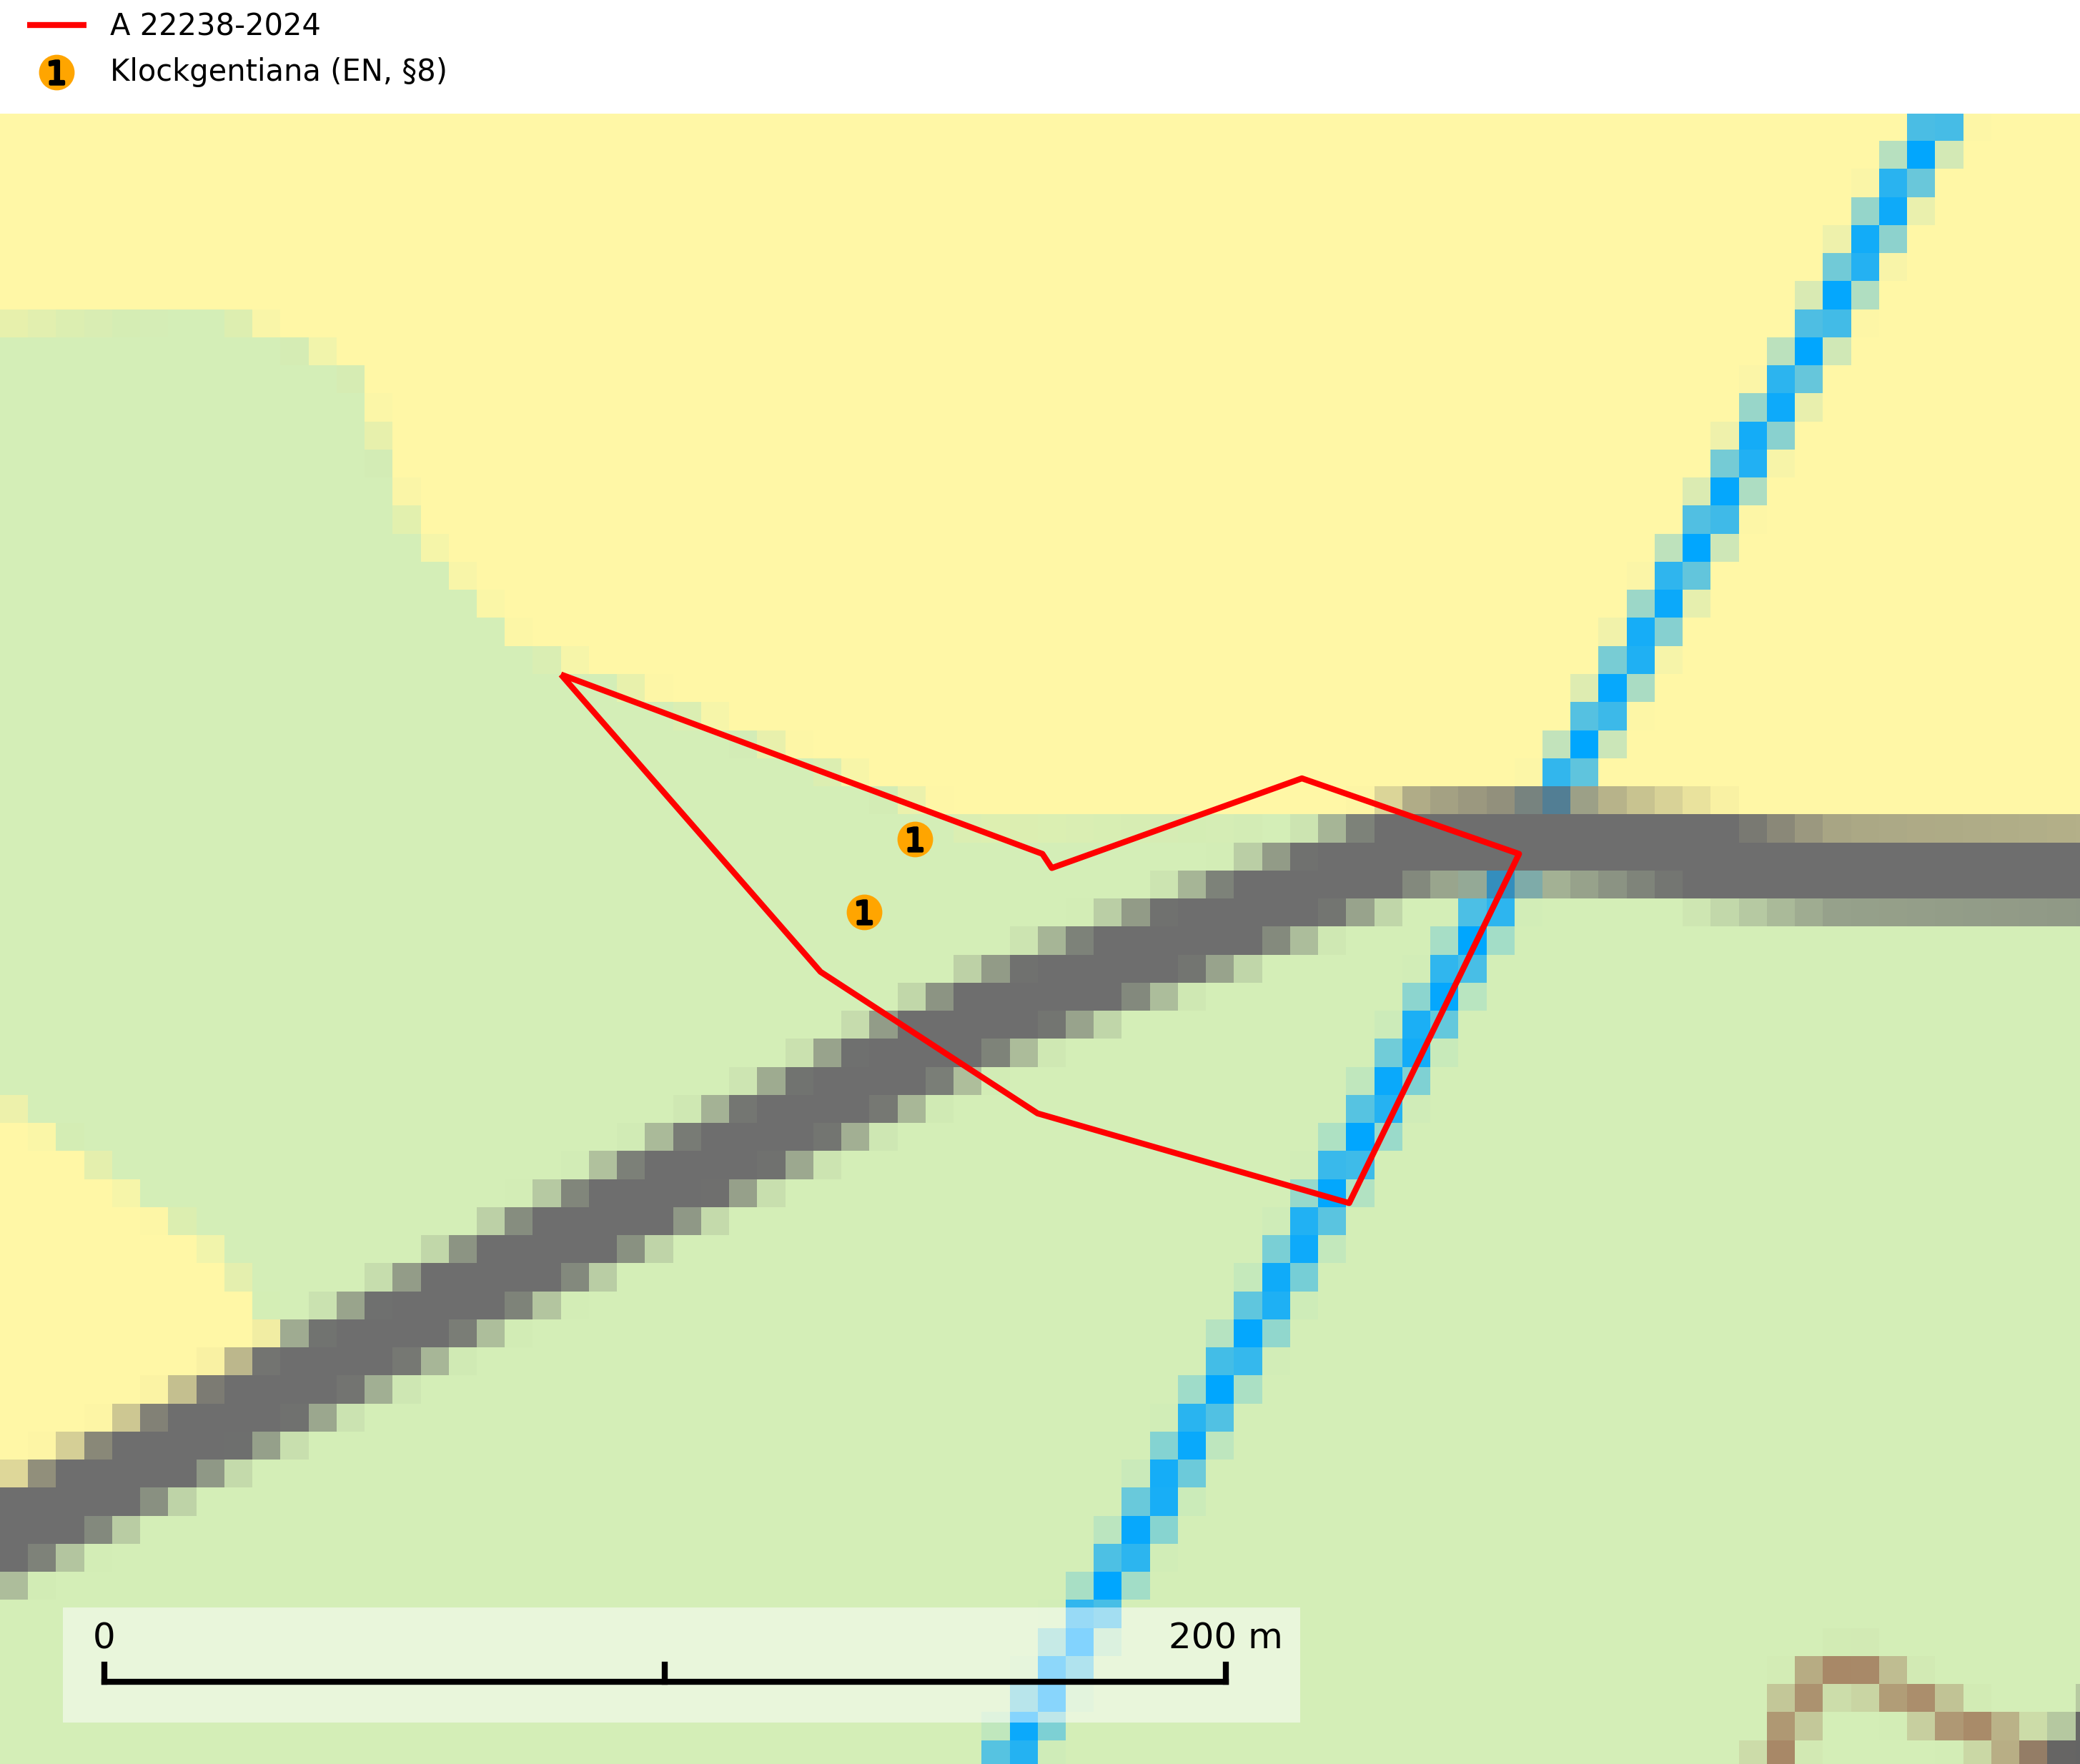 A 22238-2024
1 Klockgentiana (EN, §8)
1
1
0 200 m